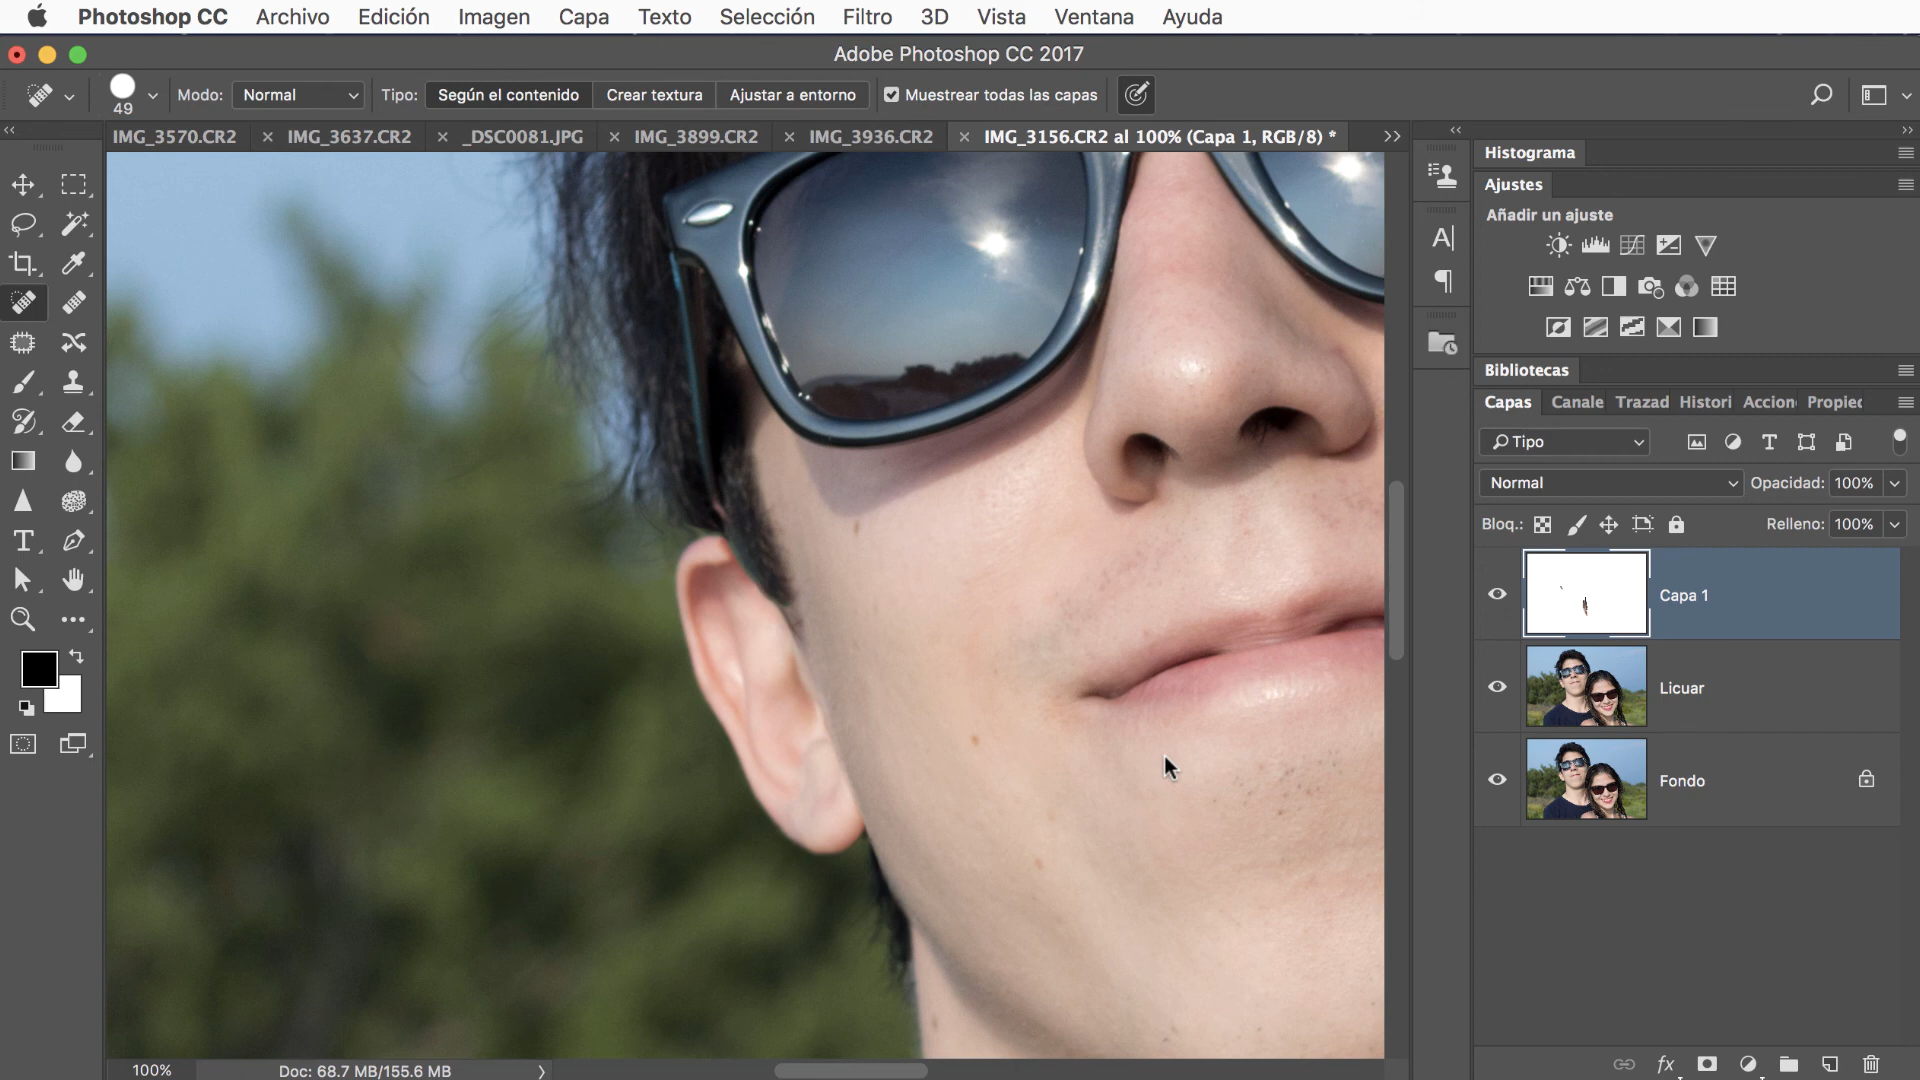 Photoshop CC Archivo Edición Imagen Capa Texto Selección Filtro 3D Vista Ventana Ayuda
Adobe Photoshop CC 2017
49 Modo: Normal Tipo: Según el contenido Crear textura Ajustar a entorno Muestrear todas las capas
IMG_3570.CR2 × IMG_3637.CR2 × _DSC0081.JPG × IMG_3899.CR2 × IMG_3936.CR2 × IMG_3156.CR2 al 100% (Capa 1, RGB/8) *
Histograma
Ajustes
Añadir un ajuste
Bibliotecas
Capas Canale Trazad Histori Accion Propied
Tipo
Normal Opacidad: 100%
Bloq.: Relleno: 100%
Capa 1
Licuar
Fondo
fx
100% Doc: 68.7 MB/155.6 MB